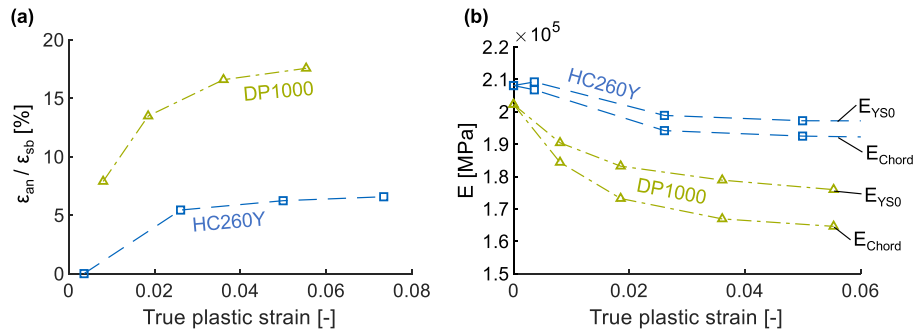 (a)
20
15
10
5
0
ε_an / ε_sb [%]
DP1000
HC260Y
0
0.02
0.04
0.06
0.08
True plastic strain [-]
(b)
× 10⁵
2.2
2.1
2
1.9
1.8
1.7
1.6
1.5
E [MPa]
HC260Y
DP1000
E_YS0
E_Chord
E_YS0
E_Chord
0
0.02
0.04
0.06
True plastic strain [-]